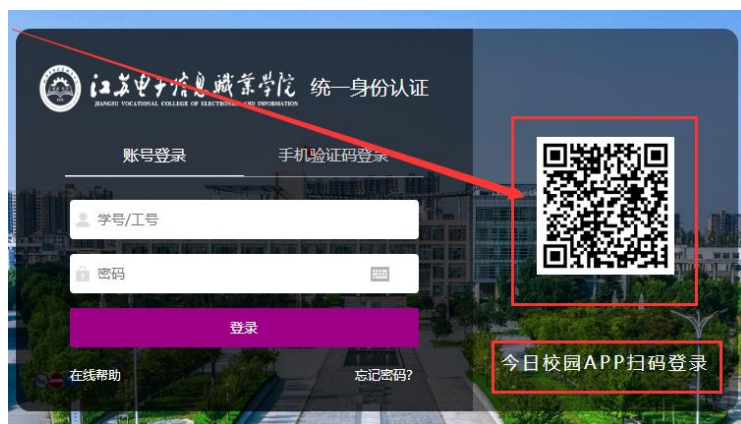 江苏电子信息职业学院 统一身份认证
JIANGSU VOCATIONAL COLLEGE OF ELECTRONICS AND INFORMATION
账号登录 手机验证码登录
学号/工号
密码
登录
在线帮助 忘记密码?
今日校园APP扫码登录